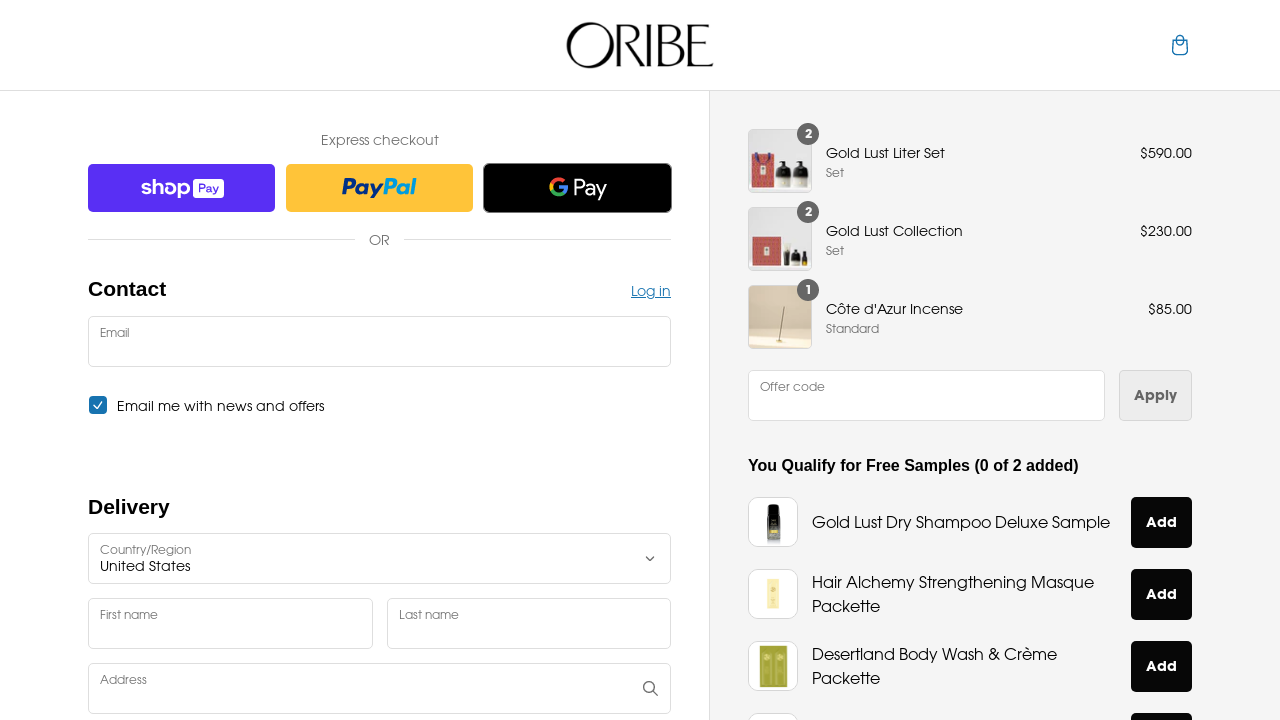 ORIBE
Express checkout
shop Pay
PayPal
G Pay
OR
Contact
Log in
Email
Email me with news and offers
Delivery
Country/Region
United States
First name
Last name
Address
2
Gold Lust Liter Set
$590.00
Set
2
Gold Lust Collection
$230.00
Set
1
Côte d'Azur Incense
$85.00
Standard
Offer code
Apply
You Qualify for Free Samples (0 of 2 added)
Gold Lust Dry Shampoo Deluxe Sample
Add
Hair Alchemy Strengthening Masque
Packette
Add
Desertland Body Wash & Crème
Packette
Add